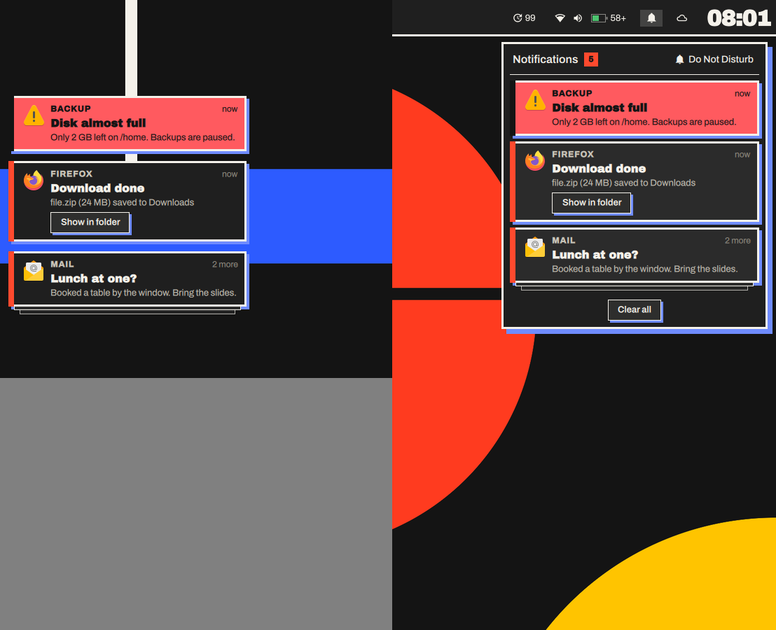 BACKUP now
Disk almost full
Only 2 GB left on /home. Backups are paused.
FIREFOX now
Download done
file.zip (24 MB) saved to Downloads
Show in folder
MAIL 2 more
Lunch at one?
Booked a table by the window. Bring the slides.
99 58+ 08:01
Notifications 5 Do Not Disturb
BACKUP now
Disk almost full
Only 2 GB left on /home. Backups are paused.
FIREFOX now
Download done
file.zip (24 MB) saved to Downloads
Show in folder
MAIL 2 more
Lunch at one?
Booked a table by the window. Bring the slides.
Clear all